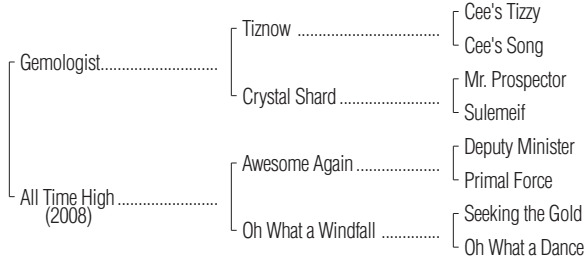 Gemologist...........................
Tiznow .................................
Cee's Tizzy
Cee's Song
Crystal Shard .......................
Mr. Prospector
Sulemeif
All Time High .......................
(2008)
Awesome Again ...................
Deputy Minister
Primal Force
Oh What a Windfall ..............
Seeking the Gold
Oh What a Dance